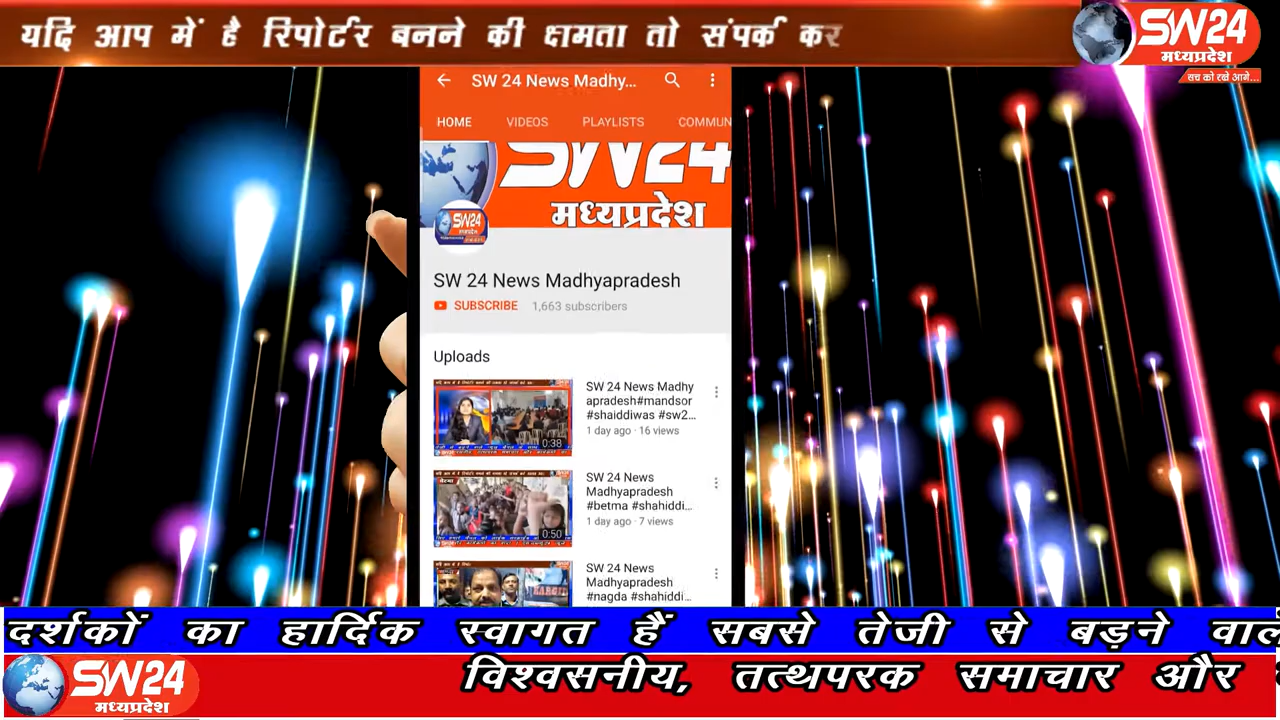 यदि आप में है रिपोर्टर बनने की क्षमता तो संपर्क कर
SW24
मध्यप्रदेश
सच को रखे आगे...
SW 24 News Madhy...
HOME VIDEOS PLAYLISTS COMMUN
SW24
मध्यप्रदेश
SW24
SW 24 News Madhyapradesh
SUBSCRIBE 1,663 subscribers
Uploads
SW 24 News Madhy
apradesh#mandsor
#shaiddiwas #sw2...
1 day ago · 16 views
0:38
SW 24 News
Madhyapradesh
#betma #shahiddi...
1 day ago · 7 views
0:50
SW 24 News
Madhyapradesh
#nagda #shahiddi...
दर्शकों का हार्दिक स्वागत हैं सबसे तेजी से बड़ने वाले
विश्वसनीय, तत्थपरक समाचार और
SW24
मध्यप्रदेश